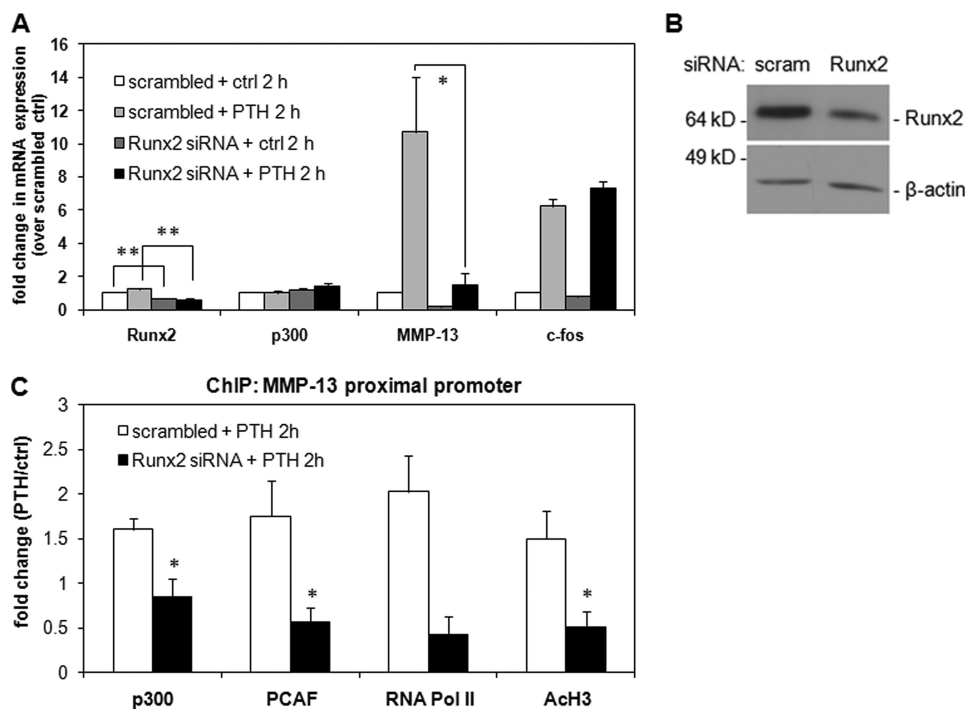 A
fold change in mRNA expression
(over scrambled ctrl)
16
14
12
10
8
6
4
2
0
scrambled + ctrl 2 h
scrambled + PTH 2 h
Runx2 siRNA + ctrl 2 h
Runx2 siRNA + PTH 2 h
**
**
*
Runx2 p300 MMP-13 c-fos
B
siRNA: scram Runx2
64 kD - Runx2
49 kD
- β-actin
C
ChIP: MMP-13 proximal promoter
fold change (PTH/ctrl)
3
2.5
2
1.5
1
0.5
0
scrambled + PTH 2h
Runx2 siRNA + PTH 2h
* * *
p300 PCAF RNA Pol II AcH3